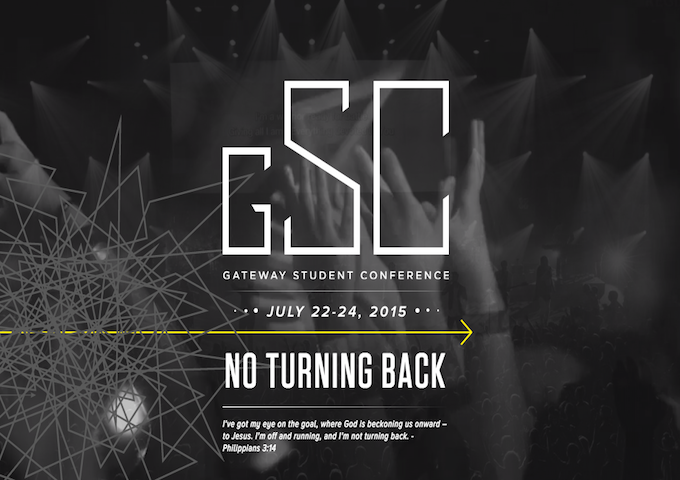 GSC
GATEWAY STUDENT CONFERENCE
JULY 22-24, 2015
NO TURNING BACK
I've got my eye on the goal, where God is beckoning us onward –
to Jesus. I'm off and running, and I'm not turning back. -
Philippians 3:14